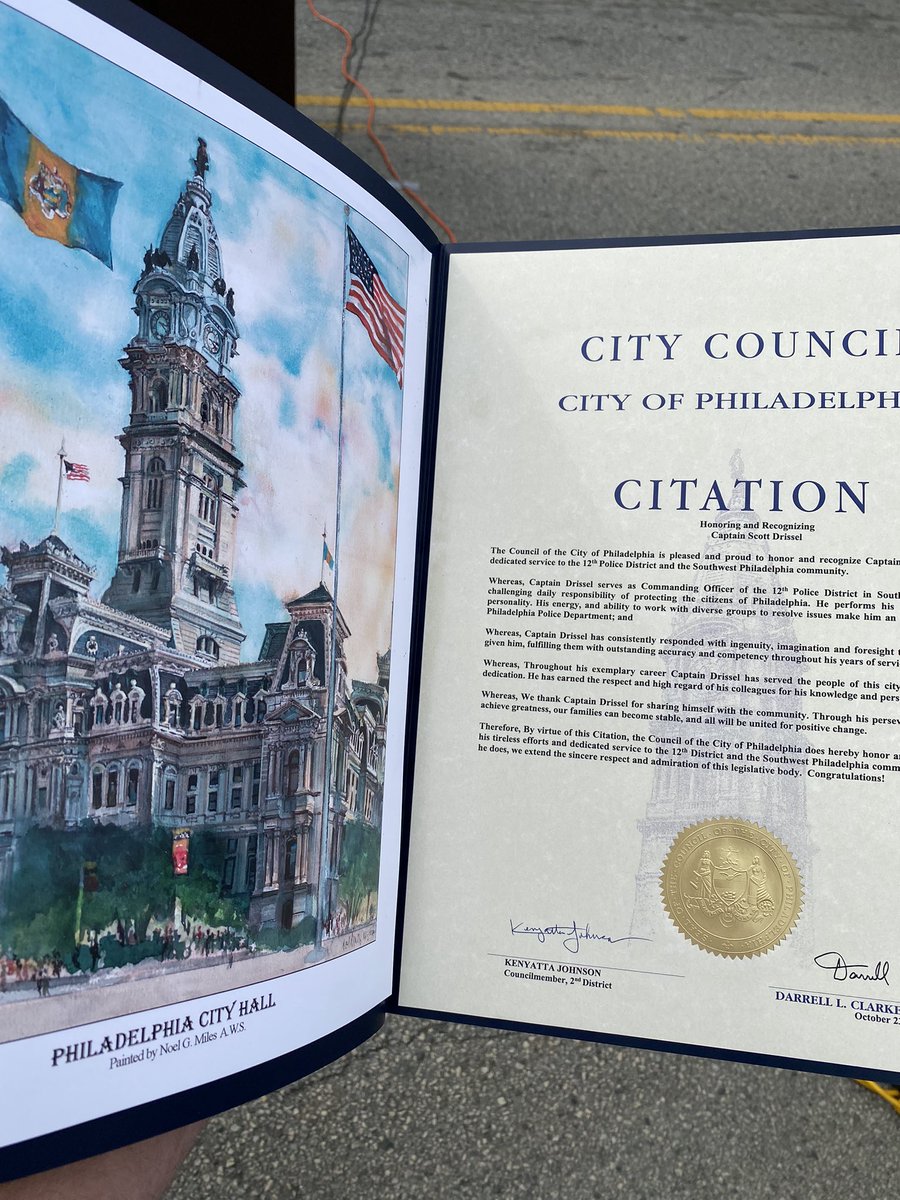 PHILADELPHIA CITY HALL
Painted by Noel G. Miles A.W.S.
CITY COUNCIL
CITY OF PHILADELPH
CITATION
Honoring and Recognizing
Captain Scott Drissel
The Council of the City of Philadelphia is pleased and proud to honor and recognize Captain
dedicated service to the 12th Police District and the Southwest Philadelphia community.
Whereas, Captain Drissel serves as Commanding Officer of the 12th Police District in Sout
challenging daily responsibility of protecting the citizens of Philadelphia. He performs his
personality. His energy, and ability to work with diverse groups to resolve issues make him an
Philadelphia Police Department; and
Whereas, Captain Drissel has consistently responded with ingenuity, imagination and foresight
given him, fulfilling them with outstanding accuracy and competency throughout his years of servi
Whereas, Throughout his exemplary career Captain Drissel has served the people of this city
dedication. He has earned the respect and high regard of his colleagues for his knowledge and pers
Whereas, We thank Captain Drissel for sharing himself with the community. Through his persev
achieve greatness, our families can become stable, and all will be united for positive change.
Therefore, By virtue of this Citation, the Council of the City of Philadelphia does hereby honor a
his tireless efforts and dedicated service to the 12th District and the Southwest Philadelphia comm
he does, we extend the sincere respect and admiration of this legislative body. Congratulations!
Kenyatta Johnson
KENYATTA JOHNSON
Councilmember, 2nd District
Darrell
DARRELL L. CLARKE
October 2